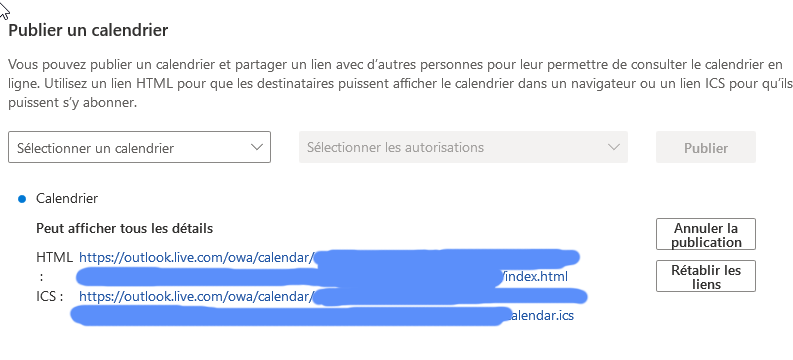 Publier un calendrier
Vous pouvez publier un calendrier et partager un lien avec d'autres personnes pour leur permettre de consulter le calendrier en
ligne. Utilisez un lien HTML pour que les destinataires puissent afficher le calendrier dans un navigateur ou un lien ICS pour qu'ils
puissent s'y abonner.
Sélectionner un calendrier
Sélectionner les autorisations
Publier
Calendrier
Peut afficher tous les détails
Annuler la
publication
HTML https://outlook.live.com/owa/calendar/
: /index.html
Rétablir les
liens
ICS : https://outlook.live.com/owa/calendar/
alendar.ics